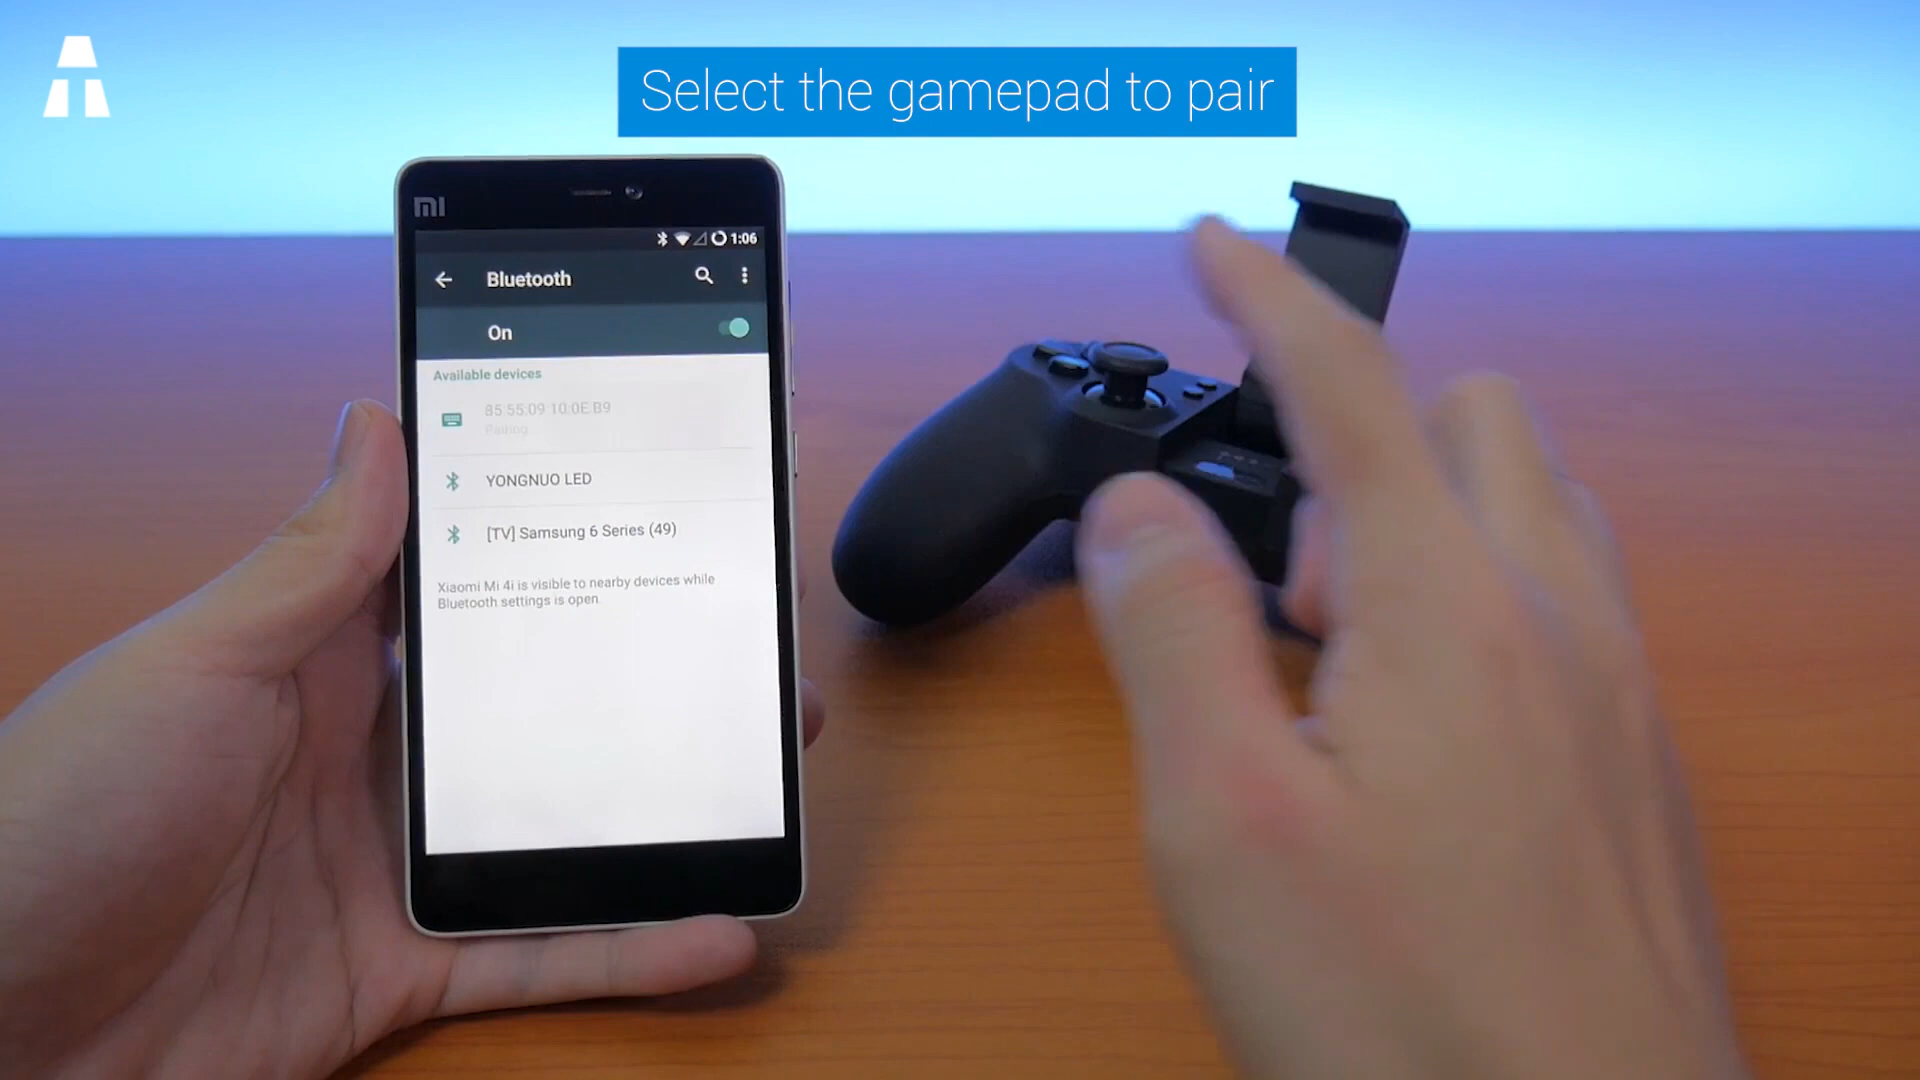 Select the gamepad to pair
MI
1:06
Bluetooth
On
Available devices
85:55:09:10:0E:B9
Pairing...
YONGNUO LED
[TV] Samsung 6 Series (49)
Xiaomi Mi 4i is visible to nearby devices while
Bluetooth settings is open.